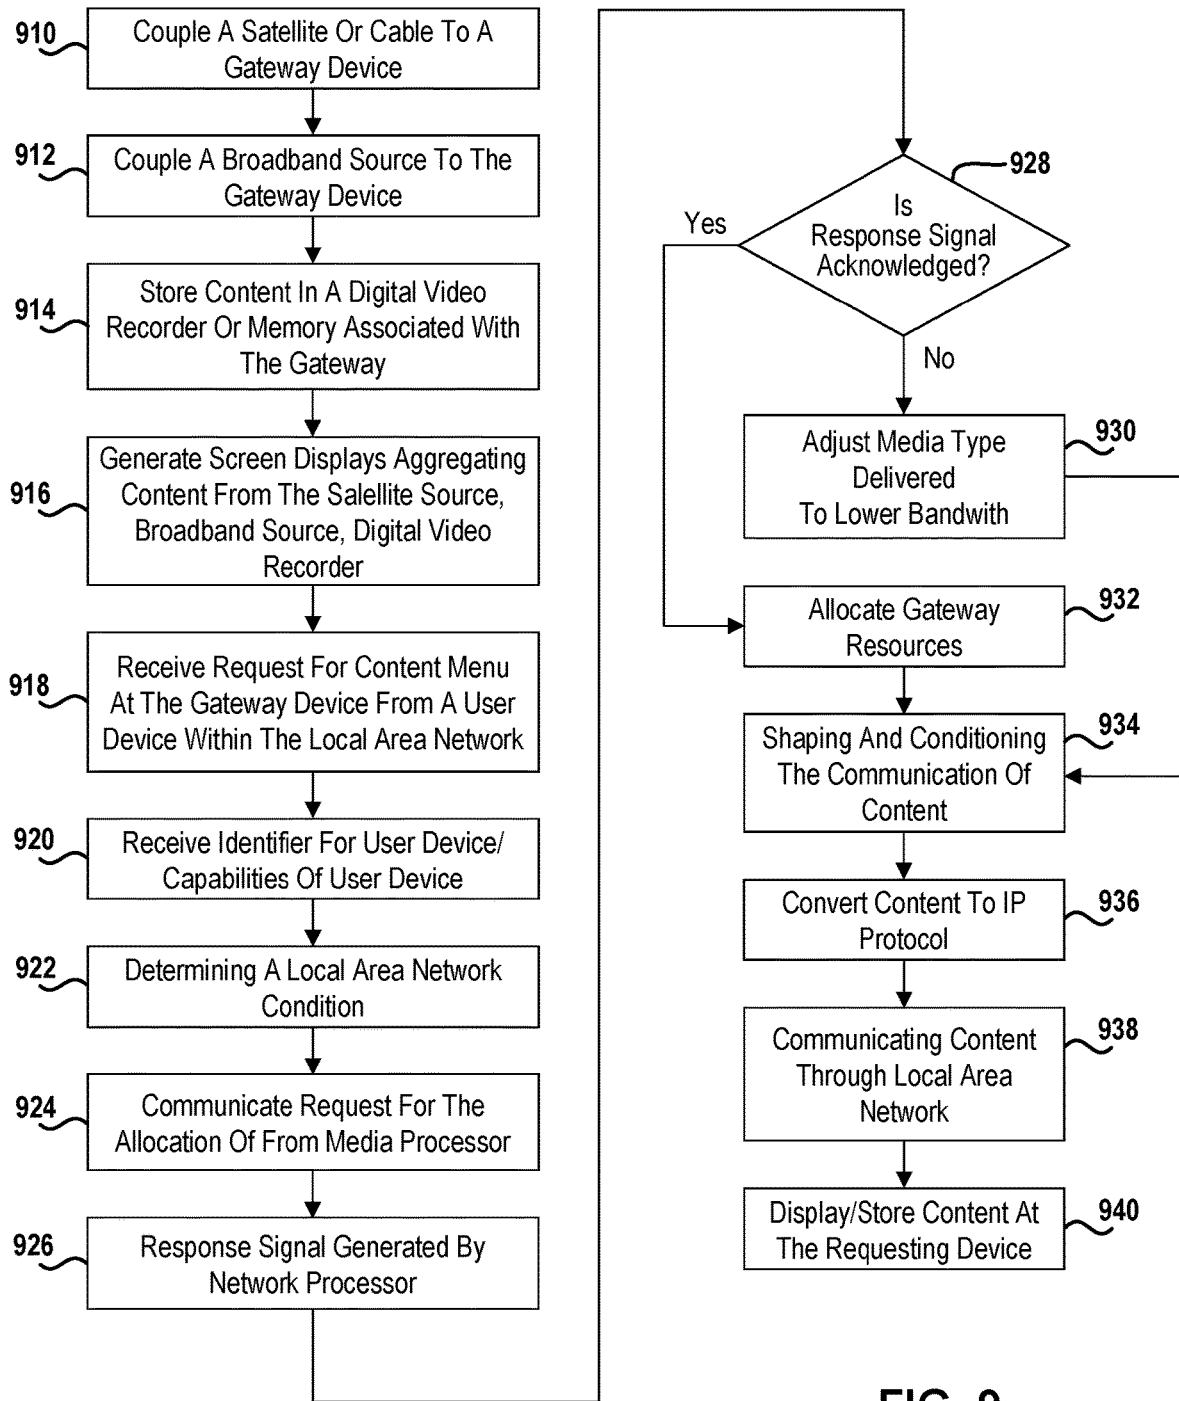 910
Couple A Satellite Or Cable To A
Gateway Device
912
Couple A Broadband Source To The
Gateway Device
914
Store Content In A Digital Video
Recorder Or Memory Associated With
The Gateway
916
Generate Screen Displays Aggregating
Content From The Salellite Source,
Broadband Source, Digital Video
Recorder
918
Receive Request For Content Menu
At The Gateway Device From A User
Device Within The Local Area Network
920
Receive Identifier For User Device/
Capabilities Of User Device
922
Determining A Local Area Network
Condition
924
Communicate Request For The
Allocation Of From Media Processor
926
Response Signal Generated By
Network Processor
928
Is
Response Signal
Acknowledged?
Yes
No
930
Adjust Media Type
Delivered
To Lower Bandwith
932
Allocate Gateway
Resources
934
Shaping And Conditioning
The Communication Of
Content
936
Convert Content To IP
Protocol
938
Communicating Content
Through Local Area
Network
940
Display/Store Content At
The Requesting Device
FIG. 9